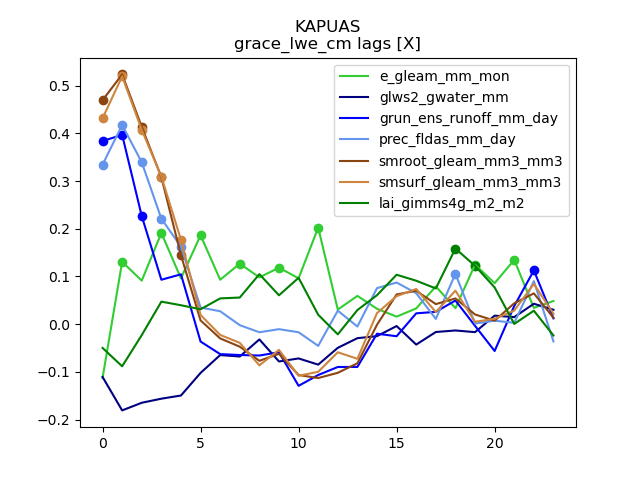 KAPUAS
grace_lwe_cm lags [X]
e_gleam_mm_mon
glws2_gwater_mm
grun_ens_runoff_mm_day
prec_fldas_mm_day
smroot_gleam_mm3_mm3
smsurf_gleam_mm3_mm3
lai_gimms4g_m2_m2
0.5
0.4
0.3
0.2
0.1
0.0
−0.1
−0.2
0 5 10 15 20